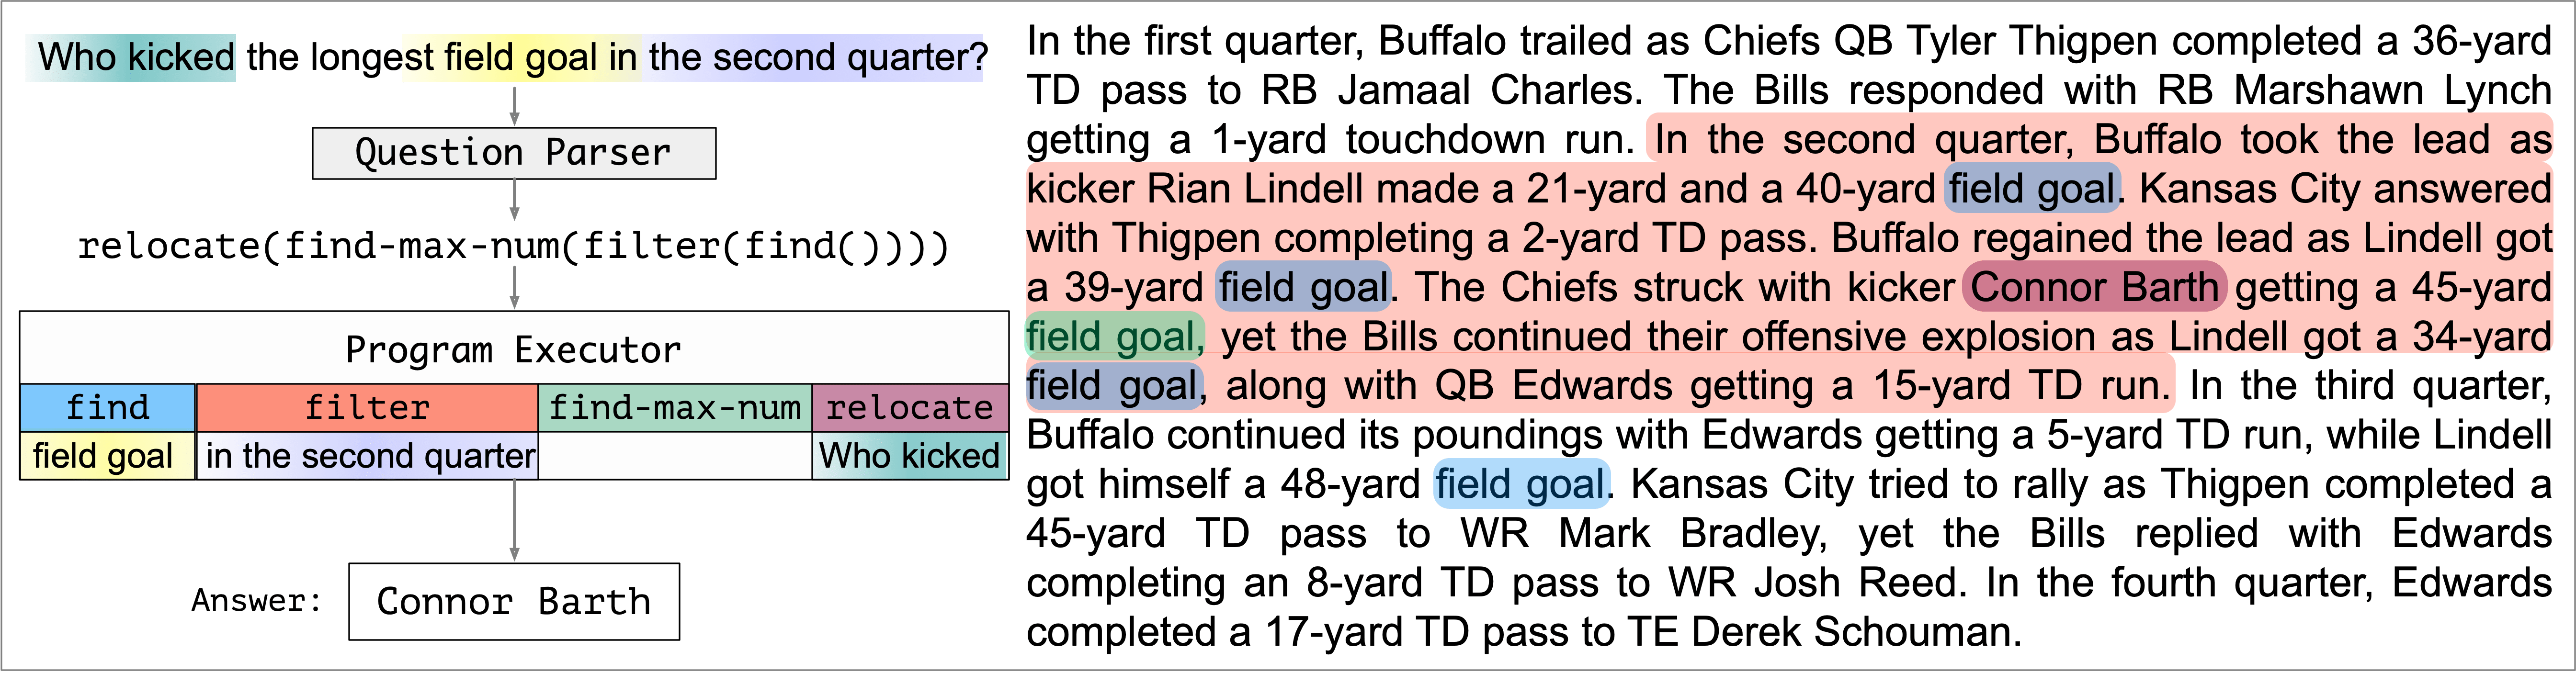 Who kicked the longest field goal in the second quarter?
Question Parser
relocate(find-max-num(filter(find())))
Program Executor
find filter find-max-num relocate
field goal in the second quarter Who kicked
Answer: Connor Barth
In the first quarter, Buffalo trailed as Chiefs QB Tyler Thigpen completed a 36-yard
TD pass to RB Jamaal Charles. The Bills responded with RB Marshawn Lynch
getting a 1-yard touchdown run. In the second quarter, Buffalo took the lead as
kicker Rian Lindell made a 21-yard and a 40-yard field goal. Kansas City answered
with Thigpen completing a 2-yard TD pass. Buffalo regained the lead as Lindell got
a 39-yard field goal. The Chiefs struck with kicker Connor Barth getting a 45-yard
field goal, yet the Bills continued their offensive explosion as Lindell got a 34-yard
field goal, along with QB Edwards getting a 15-yard TD run. In the third quarter,
Buffalo continued its poundings with Edwards getting a 5-yard TD run, while Lindell
got himself a 48-yard field goal. Kansas City tried to rally as Thigpen completed a
45-yard TD pass to WR Mark Bradley, yet the Bills replied with Edwards
completing an 8-yard TD pass to WR Josh Reed. In the fourth quarter, Edwards
completed a 17-yard TD pass to TE Derek Schouman.